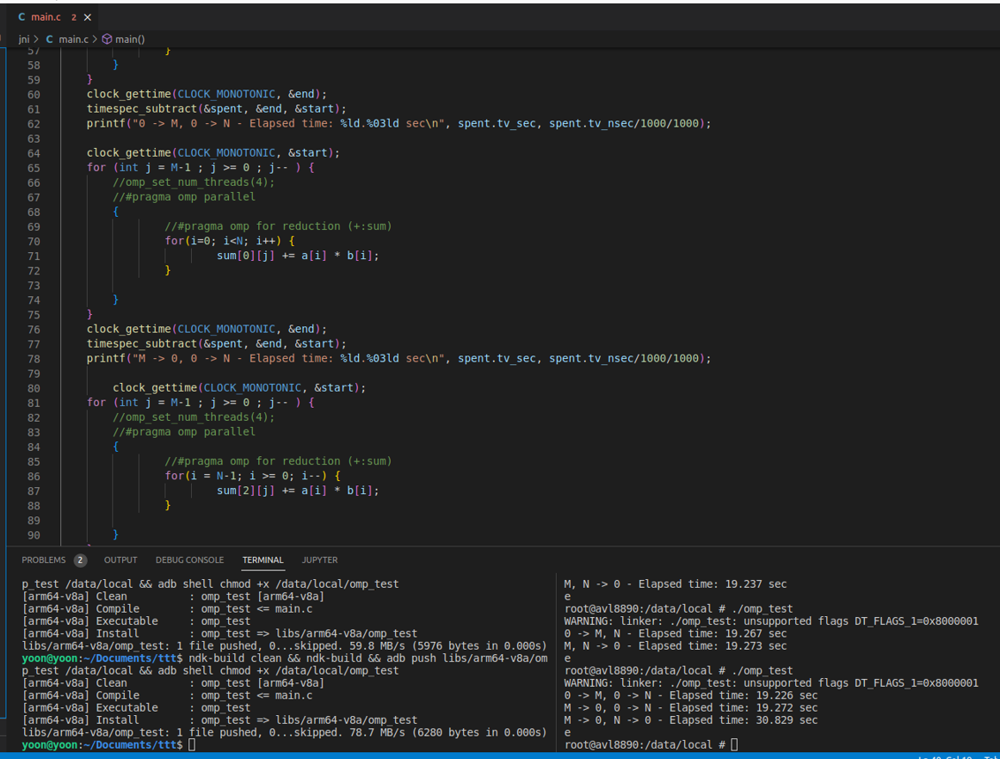 C main.c 2 ×
jni > C main.c > main()
57 }
58 }
59 }
60 clock_gettime(CLOCK_MONOTONIC, &end);
61 timespec_subtract(&spent, &end, &start);
62 printf("0 -> M, 0 -> N - Elapsed time: %ld.%03ld sec\n", spent.tv_sec, spent.tv_nsec/1000/1000);
63
64 clock_gettime(CLOCK_MONOTONIC, &start);
65 for (int j = M-1 ; j >= 0 ; j-- ) {
66 //omp_set_num_threads(4);
67 //#pragma omp parallel
68 {
69 //#pragma omp for reduction (+:sum)
70 for(i=0; i<N; i++) {
71 sum[0][j] += a[i] * b[i];
72 }
73
74 }
75 }
76 clock_gettime(CLOCK_MONOTONIC, &end);
77 timespec_subtract(&spent, &end, &start);
78 printf("M -> 0, 0 -> N - Elapsed time: %ld.%03ld sec\n", spent.tv_sec, spent.tv_nsec/1000/1000);
79
80 clock_gettime(CLOCK_MONOTONIC, &start);
81 for (int j = M-1 ; j >= 0 ; j-- ) {
82 //omp_set_num_threads(4);
83 //#pragma omp parallel
84 {
85 //#pragma omp for reduction (+:sum)
86 for(i = N-1; i >= 0; i--) {
87 sum[2][j] += a[i] * b[i];
88 }
89
90 }
PROBLEMS 2 OUTPUT DEBUG CONSOLE TERMINAL JUPYTER
p_test /data/local && adb shell chmod +x /data/local/omp_test
[arm64-v8a] Clean : omp_test [arm64-v8a]
[arm64-v8a] Compile : omp_test <= main.c
[arm64-v8a] Executable : omp_test
[arm64-v8a] Install : omp_test => libs/arm64-v8a/omp_test
libs/arm64-v8a/omp_test: 1 file pushed, 0...skipped. 59.8 MB/s (5976 bytes in 0.000s)
yoon@yoon:~/Documents/ttt$ ndk-build clean && ndk-build && adb push libs/arm64-v8a/om
p_test /data/local && adb shell chmod +x /data/local/omp_test
[arm64-v8a] Clean : omp_test [arm64-v8a]
[arm64-v8a] Compile : omp_test <= main.c
[arm64-v8a] Executable : omp_test
[arm64-v8a] Install : omp_test => libs/arm64-v8a/omp_test
libs/arm64-v8a/omp_test: 1 file pushed, 0...skipped. 78.7 MB/s (6280 bytes in 0.000s)
yoon@yoon:~/Documents/ttt$
M, N -> 0 - Elapsed time: 19.237 sec
e
root@avl8890:/data/local # ./omp_test
WARNING: linker: ./omp_test: unsupported flags DT_FLAGS_1=0x8000001
0 -> M, N - Elapsed time: 19.267 sec
M, N -> 0 - Elapsed time: 19.273 sec
e
root@avl8890:/data/local # ./omp_test
WARNING: linker: ./omp_test: unsupported flags DT_FLAGS_1=0x8000001
0 -> M, 0 -> N - Elapsed time: 19.226 sec
M -> 0, 0 -> N - Elapsed time: 19.272 sec
M -> 0, N -> 0 - Elapsed time: 30.829 sec
e
root@avl8890:/data/local #